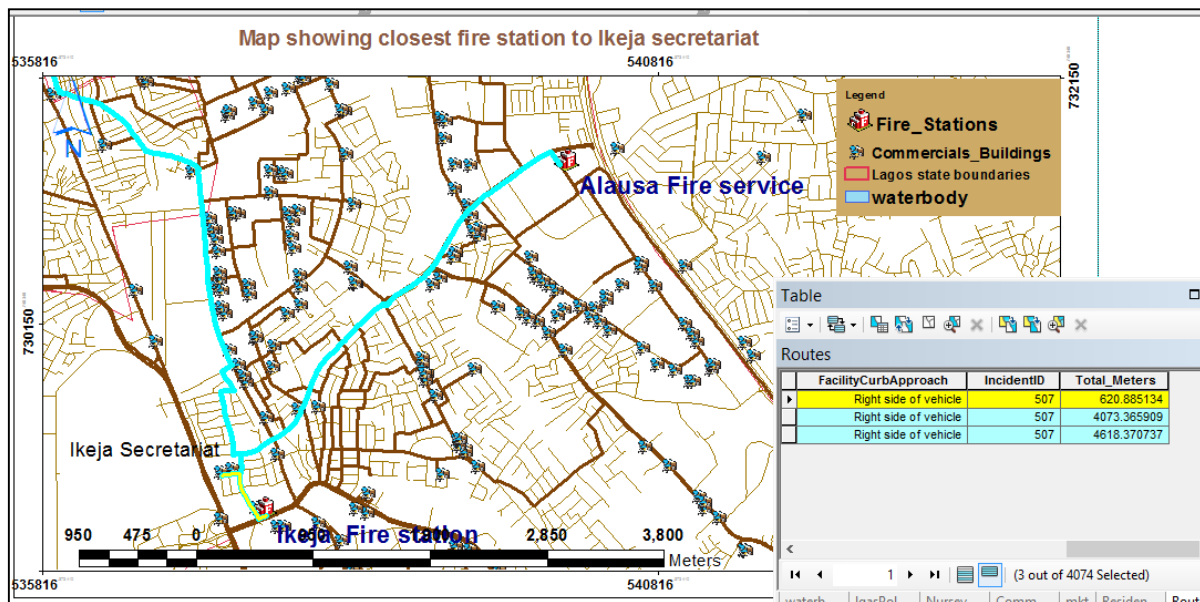 Map showing closest fire station to Ikeja secretariat
535816
540816
732150
Legend
Fire_Stations
Commercials_Buildings
Lagos state boundaries
waterbody
N
Alausa Fire service
730150
Ikeja Secretariat
Ikeja Fire station
950 475 0 950 2,850 3,800
Meters
535816
540816
Table
Routes
FacilityCurbApproach IncidentID Total_Meters
Right side of vehicle 507 620.885134
Right side of vehicle 507 4073.365909
Right side of vehicle 507 4618.370737
1 (3 out of 4074 Selected)